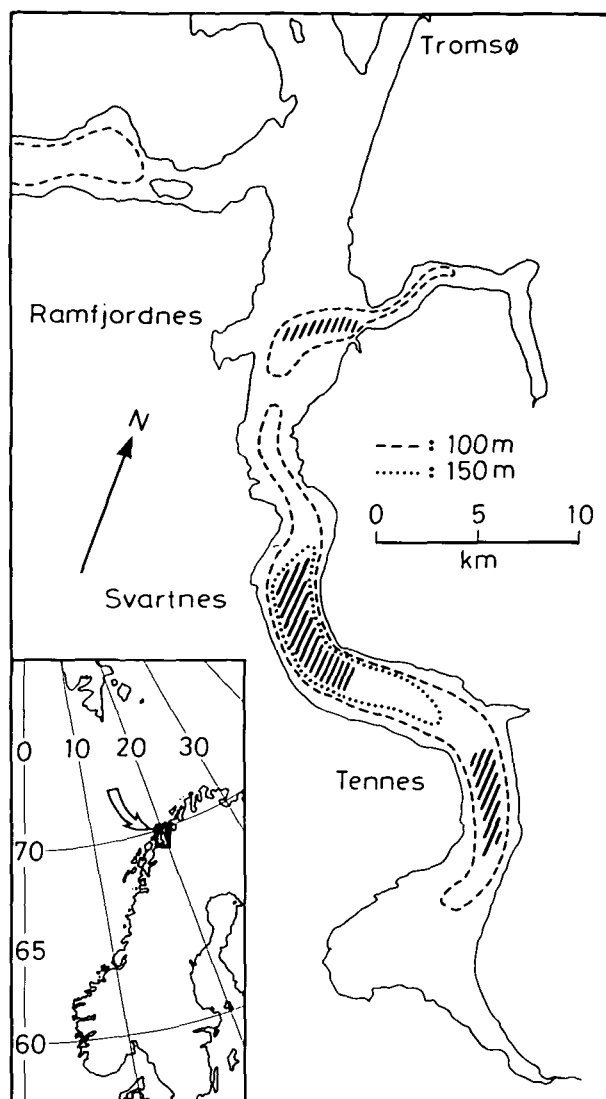 Tromsø
Ramfjordnes
N
---: 100m
.....: 150m
0 5 10
km
Svartnes
Tennes
0 10 20 30
70
65
60